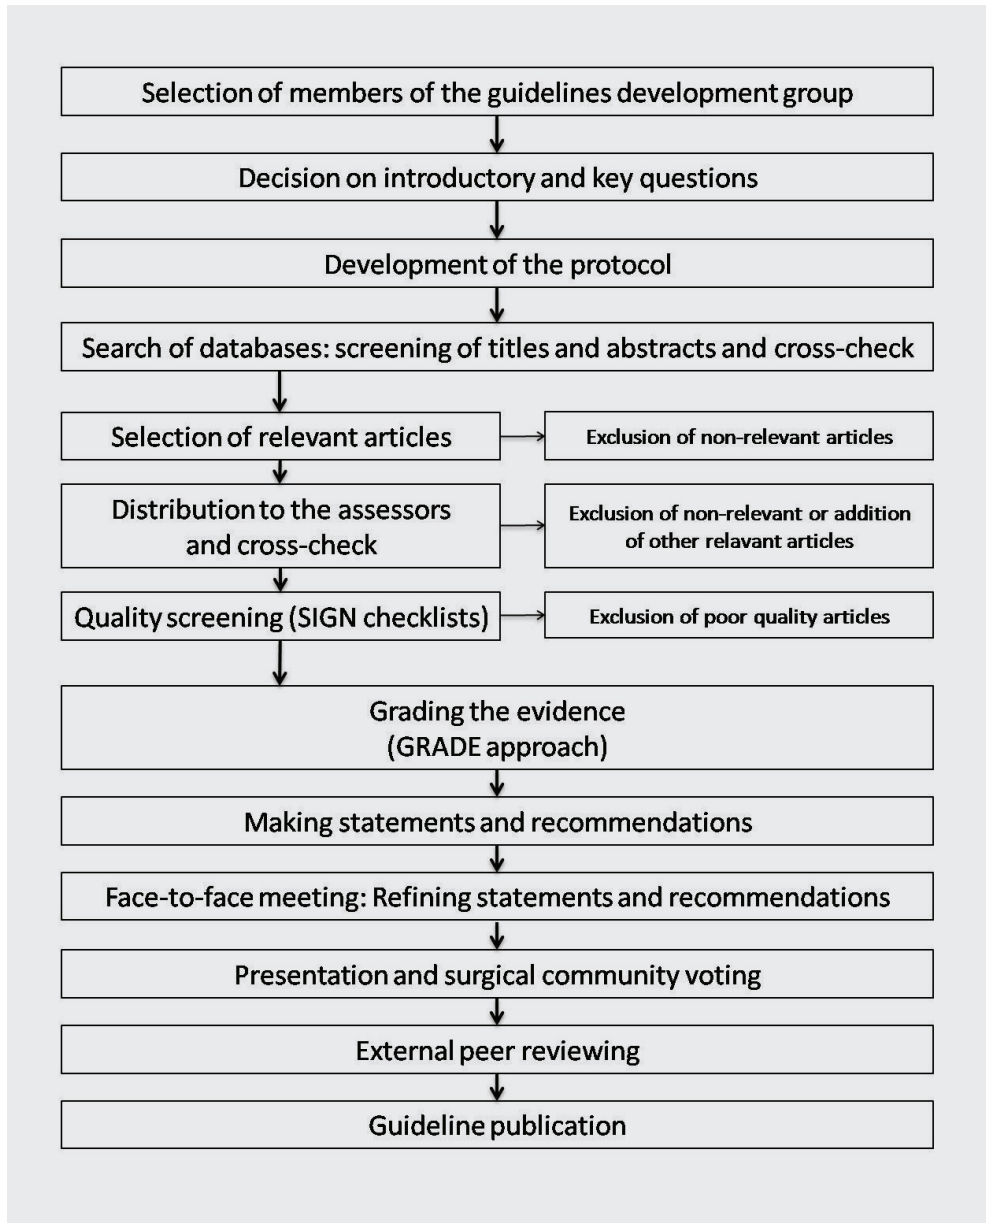 Selection of members of the guidelines development group
Decision on introductory and key questions
Development of the protocol
Search of databases: screening of titles and abstracts and cross-check
Selection of relevant articles
Exclusion of non-relevant articles
Distribution to the assessors
and cross-check
Exclusion of non-relevant or addition
of other relavant articles
Quality screening (SIGN checklists)
Exclusion of poor quality articles
Grading the evidence
(GRADE approach)
Making statements and recommendations
Face-to-face meeting: Refining statements and recommendations
Presentation and surgical community voting
External peer reviewing
Guideline publication